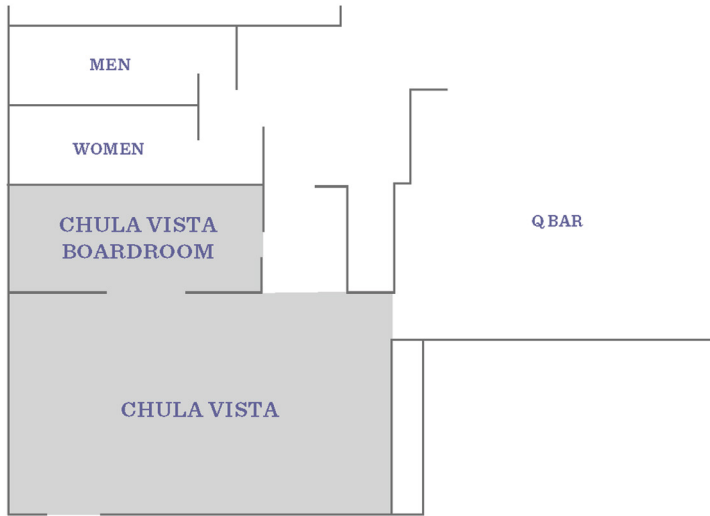 MEN
WOMEN
CHULA VISTA
BOARDROOM
Q BAR
CHULA VISTA